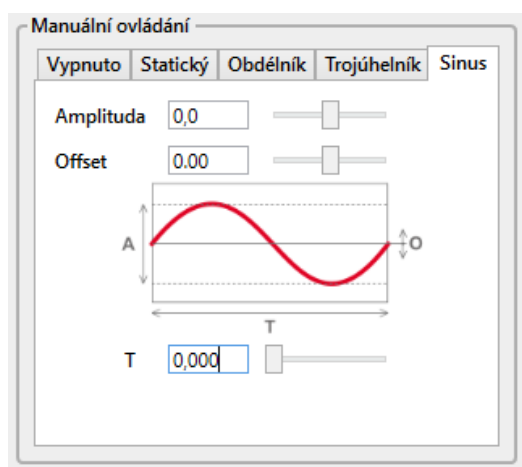 Manuální ovládání
Vypnuto Statický Obdélník Trojúhelník Sinus
Amplituda 0,0
Offset 0.00
A
O
T
T 0,000